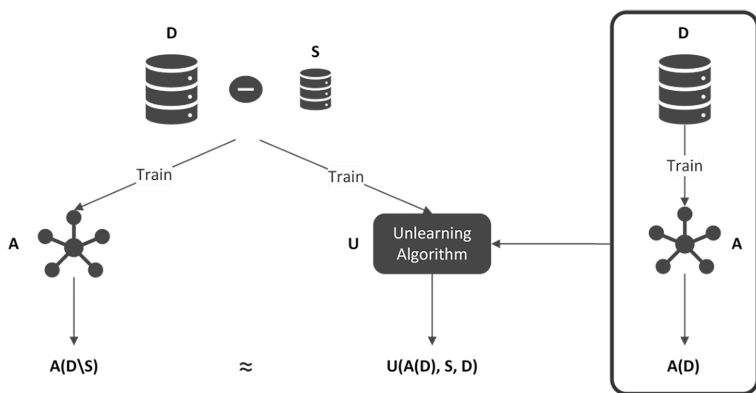 D
S
D
Train
Train
Train
A
U
Unlearning
Algorithm
A
A(D\S)
≈
U(A(D), S, D)
A(D)